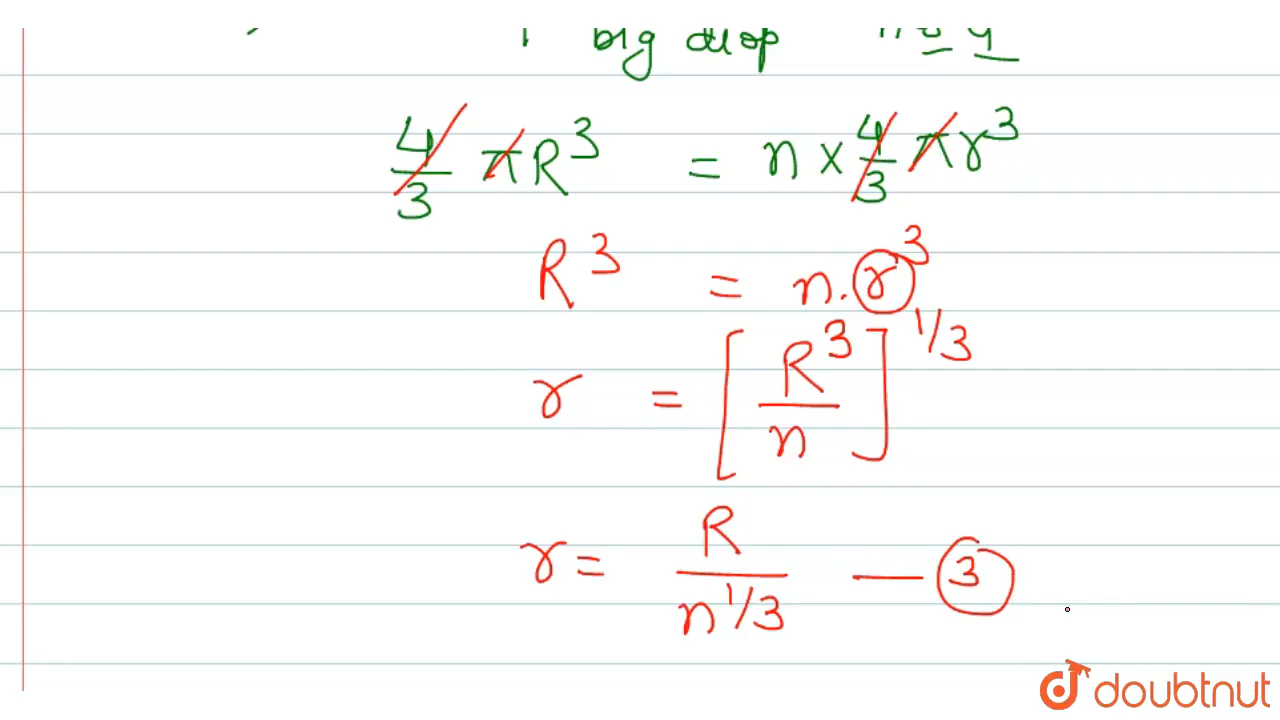 big drop
4/3 πR³ = n × 4/3 πr³
R³ = n.r³
r = [R³/n]^1/3
r = R/n^1/3 — 3
doubtnut